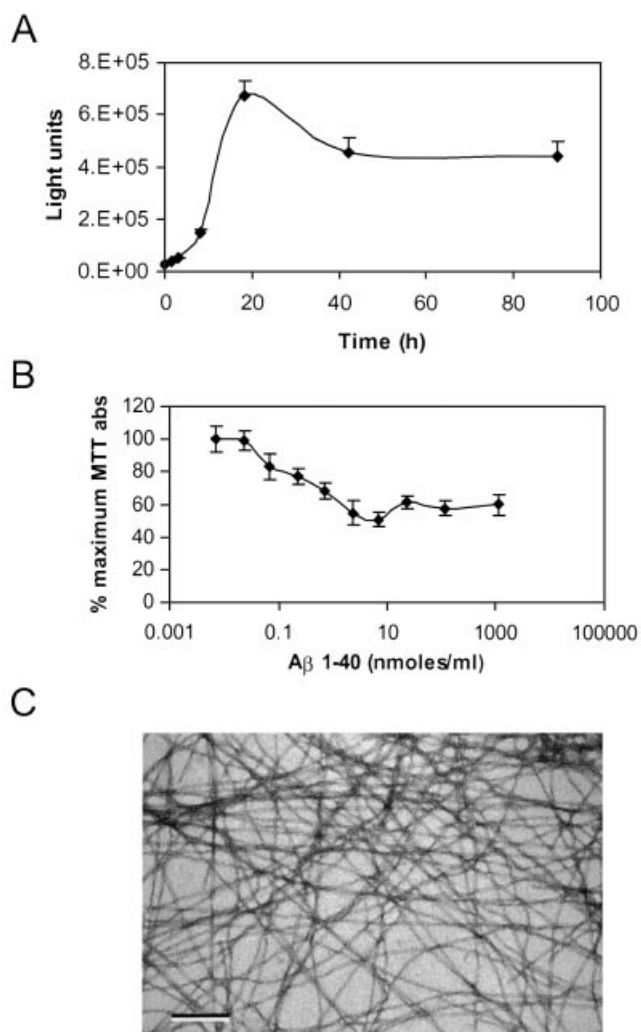 A
8.E+05
6.E+05
4.E+05
2.E+05
0.E+00
Light units
0 20 40 60 80 100
Time (h)
B
120
100
80
60
40
20
0
% maximum MTT abs
0.001 0.1 10 1000 100000
Aβ 1-40 (nmoles/ml)
C